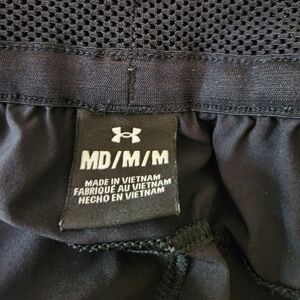 MD/M/M
MADE IN VIETNAM
FABRIQUÉ AU VIETNAM
HECHO EN VIETNAM